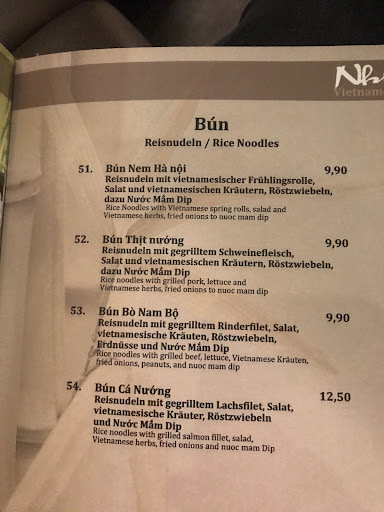 Nh
Vietname
Bún
Reisnudeln / Rice Noodles
51. Bún Nem Hà nội 9,90
Reisnudeln mit vietnamesischer Frühlingsrolle,
Salat und vietnamesischen Kräutern, Röstzwiebeln,
dazu Nước Mắm Dip
Rice Noodles with Vietnamese spring rolls, salad and
Vietnamese herbs, fried onions to nuoc mam dip
52. Bún Thịt nướng 9,90
Reisnudeln mit gegrilltem Schweinefleisch,
Salat und vietnamesischen Kräutern, Röstzwiebeln,
dazu Nước Mắm Dip
Rice noodles with grilled pork, lettuce and
Vietnamese herbs, fried onions to nuoc mam dip
53. Bún Bò Nam Bộ 9,90
Reisnudeln mit gegrilltem Rinderfilet, Salat,
vietnamesische Kräuten, Röstzwiebeln,
Erdnüsse und Nước Mắm Dip
Rice noodles with grilled beef, lettuce, Vietnamese Kräuten,
fried onions, peanuts, and nuoc mam dip
54. Bún Cá Nướng 12,50
Reisnudeln mit gegrilltem Lachsfilet, Salat,
vietnamesische Kräuter, Röstzwiebeln
und Nước Mắm Dip
Rice noodles with grilled salmon fillet, salad,
Vietnamese herbs, fried onions and nuoc mam Dip